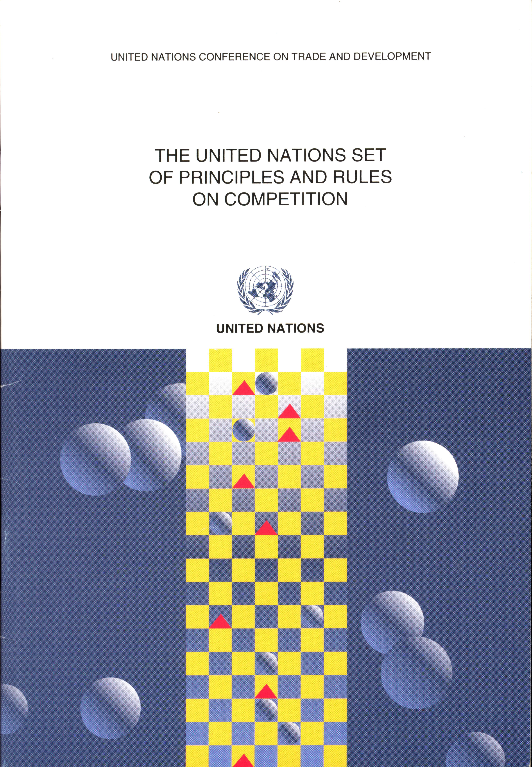 UNITED NATIONS CONFERENCE ON TRADE AND DEVELOPMENT
THE UNITED NATIONS SET
OF PRINCIPLES AND RULES
ON COMPETITION
UNITED NATIONS